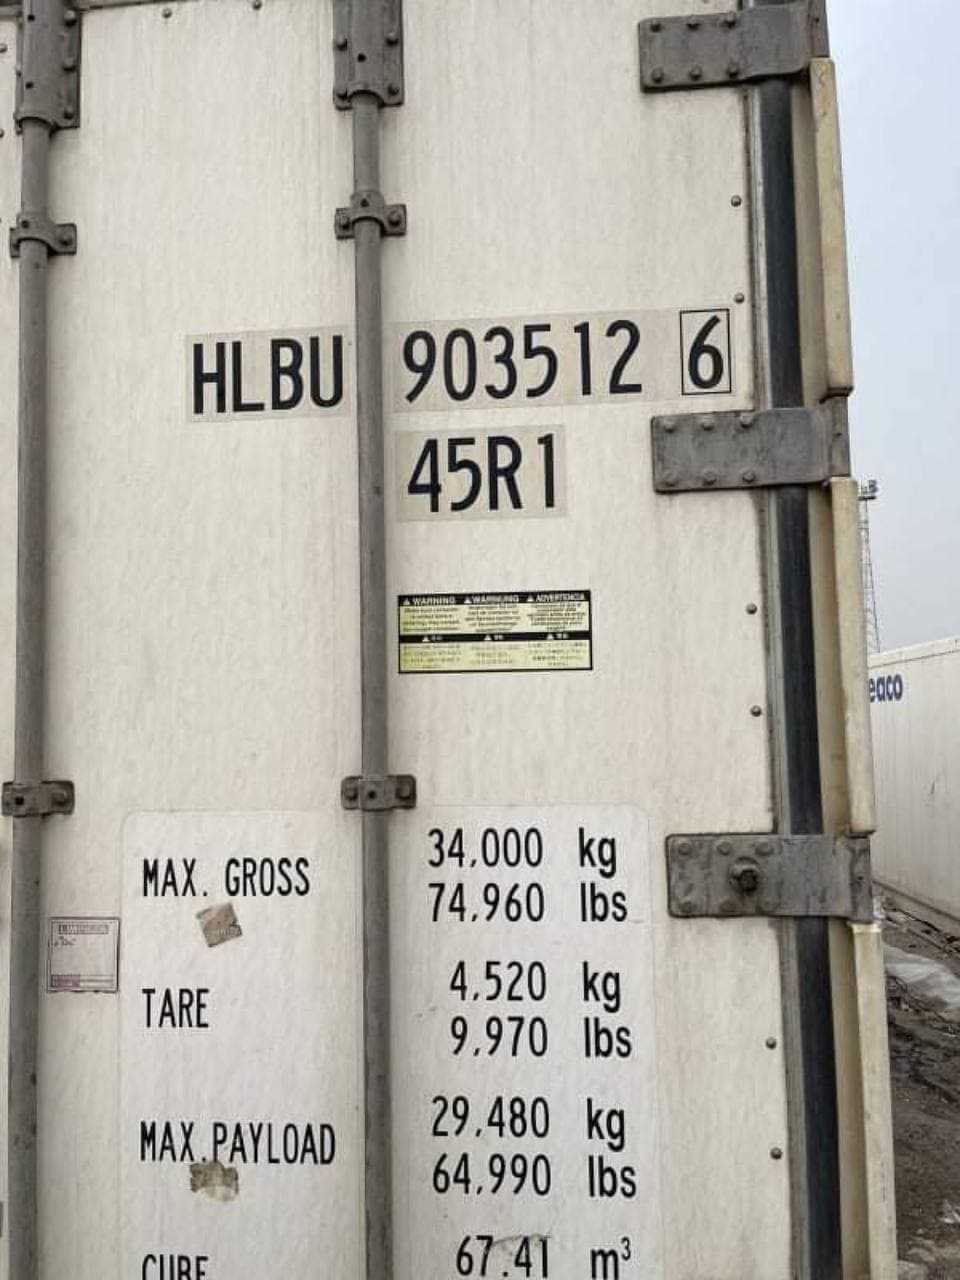 HLBU 903512 6
45R1
WARNING WARNUNG ADVERTENCIA
eaco
MAX. GROSS 34,000 kg
74,960 lbs
TARE 4,520 kg
9,970 lbs
MAX.PAYLOAD 29,480 kg
64,990 lbs
CUBE 67.41 m³